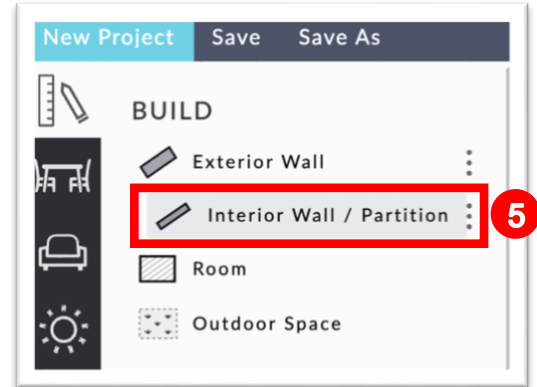 New Project Save Save As
BUILD
Exterior Wall
Interior Wall / Partition 5
Room
Outdoor Space